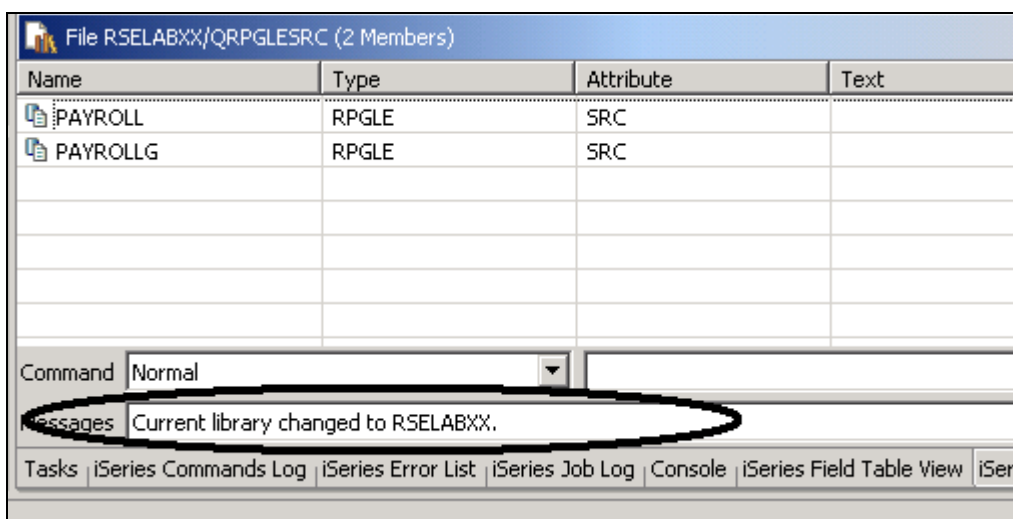 File RSELABXX/QRPGLESRC (2 Members)
Name Type Attribute Text
PAYROLL RPGLE SRC
PAYROLLG RPGLE SRC
Command Normal
Messages Current library changed to RSELABXX.
Tasks iSeries Commands Log iSeries Error List iSeries Job Log Console iSeries Field Table View